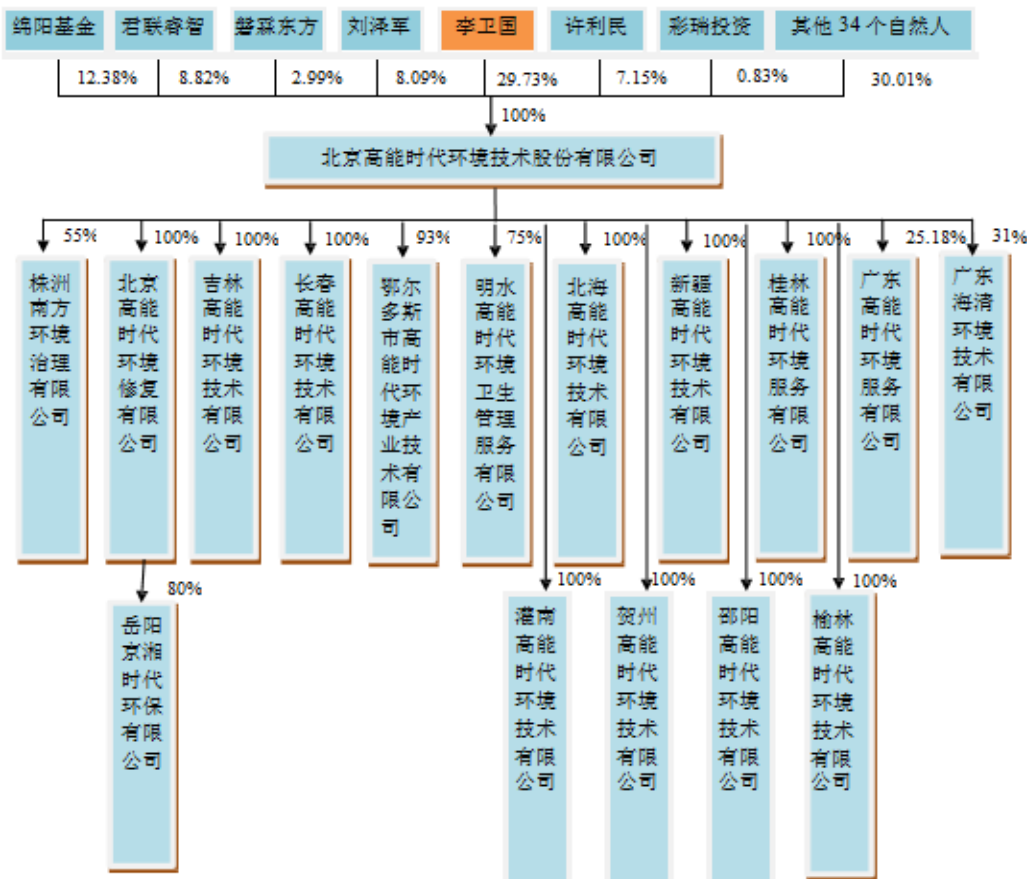 绵阳基金
君联睿智
磐霖东方
刘泽军
李卫国
许利民
彩瑞投资
其他 34 个自然人
12.38%
8.82%
2.99%
8.09%
29.73%
7.15%
0.83%
30.01%
100%
北京高能时代环境技术股份有限公司
55%
100%
100%
100%
93%
75%
100%
100%
100%
25.18%
31%
株洲
南方
环境
治理
有限
公司
北京
高能
时代
环境
修复
有限
公司
吉林
高能
时代
环境
技术
有限
公司
长春
高能
时代
环境
技术
有限
公司
鄂尔
多斯
市高
能时
代环
境产
业技
术有
限公
司
明水
高能
时代
环境
卫生
管理
服务
有限
公司
北海
高能
时代
环境
技术
有限
公司
新疆
高能
时代
环境
技术
有限
公司
桂林
高能
时代
环境
服务
有限
公司
广东
高能
时代
环境
服务
有限
公司
广东
海清
环境
技术
有限
公司
80%
100%
100%
100%
100%
岳阳
京湘
时代
环保
有限
公司
灌南
高能
时代
环境
技术
有限
公司
贺州
高能
时代
环境
技术
有限
公司
邵阳
高能
时代
环境
技术
有限
公司
榆林
高能
时代
环境
技术
有限
公司